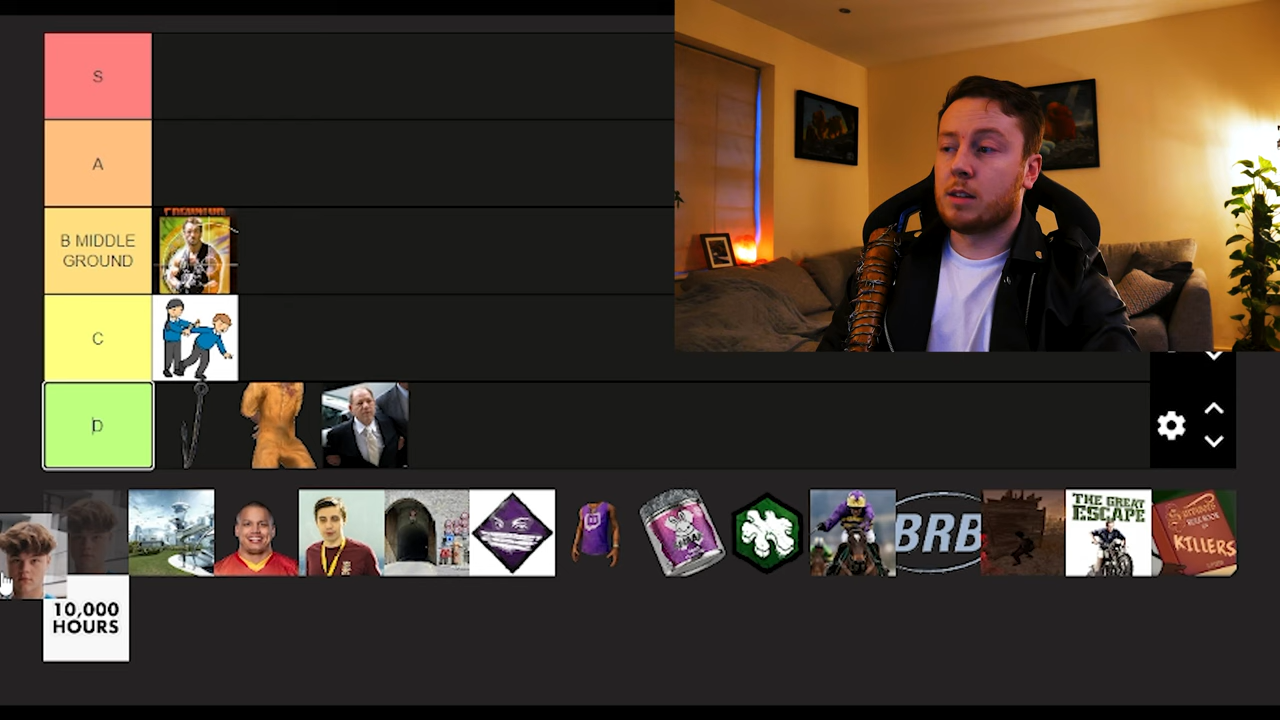 S
A
B MIDDLE
GROUND
C
D
BRB
THE GREAT
ESCAPE
KILLERS
10,000
HOURS